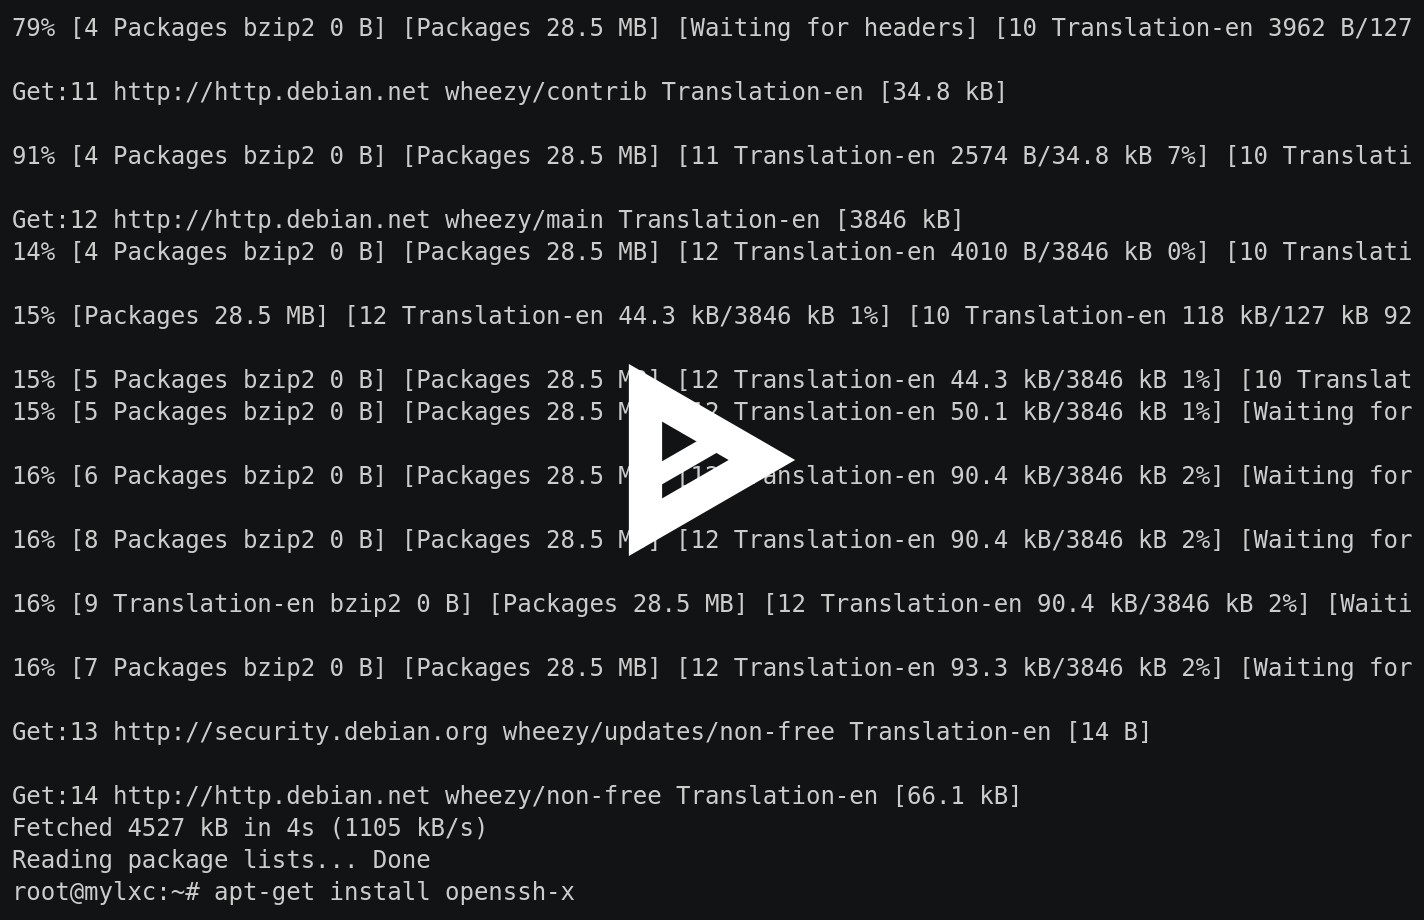 79% [4 Packages bzip2 0 B] [Packages 28.5 MB] [Waiting for headers] [10 Translation-en 3962 B/127
Get:11 http://http.debian.net wheezy/contrib Translation-en [34.8 kB]
91% [4 Packages bzip2 0 B] [Packages 28.5 MB] [11 Translation-en 2574 B/34.8 kB 7%] [10 Translati
Get:12 http://http.debian.net wheezy/main Translation-en [3846 kB]
14% [4 Packages bzip2 0 B] [Packages 28.5 MB] [12 Translation-en 4010 B/3846 kB 0%] [10 Translati
15% [Packages 28.5 MB] [12 Translation-en 44.3 kB/3846 kB 1%] [10 Translation-en 118 kB/127 kB 92
15% [5 Packages bzip2 0 B] [Packages 28.5 [12 Translation-en 44.3 kB/3846 kB 1%] [10 Translat
15% [5 Packages bzip2 0 B] [Packages 28.5 Translation-en 50.1 kB/3846 kB 1%] [Waiting for
16% [6 Packages bzip2 0 B] [Packages 28.5 90.4 kB/3846 kB 2%] [Waiting for
16% [8 Packages bzip2 0 B] [Packages 28.5 [12 Translation-en 90.4 kB/3846 kB 2%] [Waiting for
16% [9 Translation-en bzip2 0 B] [Packages 28.5 MB] [12 Translation-en 90.4 kB/3846 kB 2%] [Waiti
16% [7 Packages bzip2 0 B] [Packages 28.5 MB] [12 Translation-en 93.3 kB/3846 kB 2%] [Waiting for
Get:13 http://security.debian.org wheezy/updates/non-free Translation-en [14 B]
Get:14 http://http.debian.net wheezy/non-free Translation-en [66.1 kB]
Fetched 4527 kB in 4s (1105 kB/s)
Reading package lists... Done
root@mylxc:~# apt-get install openssh-x